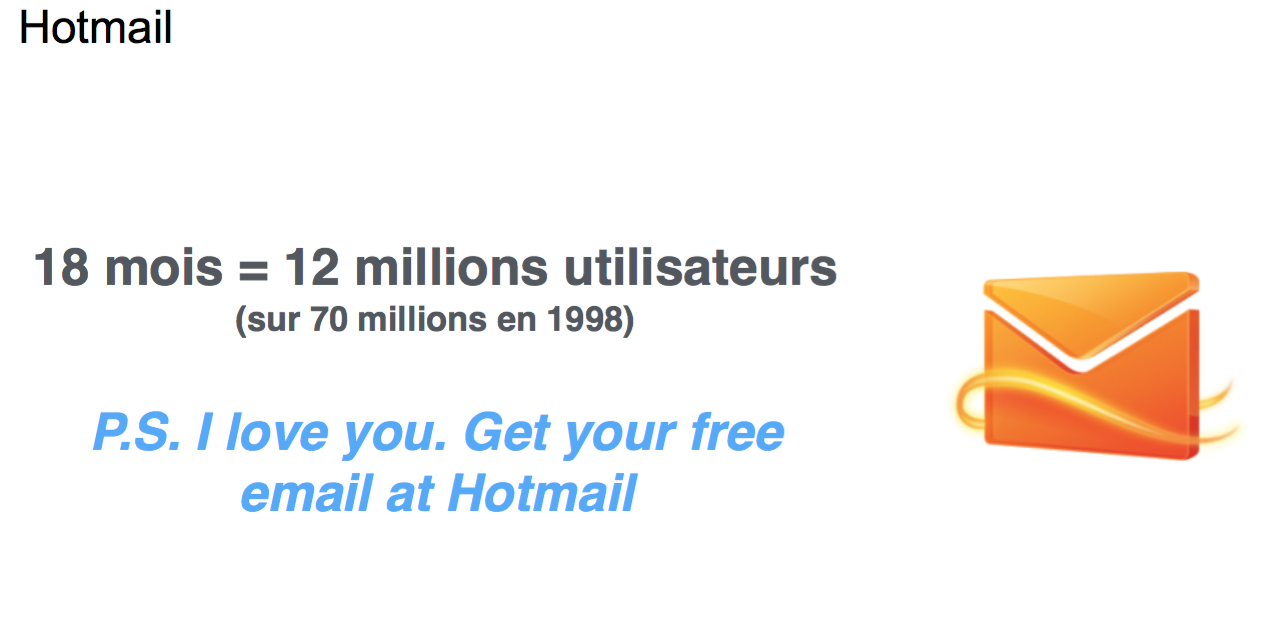 Hotmail
18 mois = 12 millions utilisateurs
(sur 70 millions en 1998)
P.S. I love you. Get your free
email at Hotmail